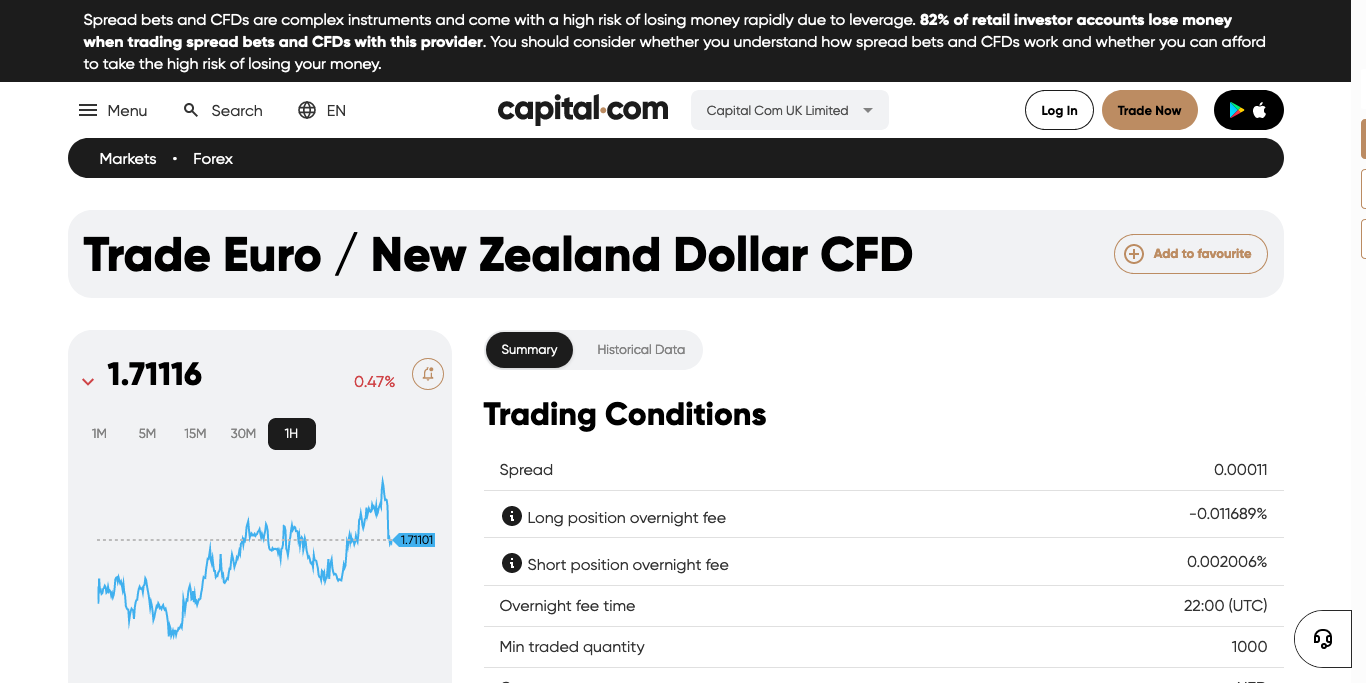 Spread bets and CFDs are complex instruments and come with a high risk of losing money rapidly due to leverage. 82% of retail investor accounts lose money
when trading spread bets and CFDs with this provider. You should consider whether you understand how spread bets and CFDs work and whether you can afford
to take the high risk of losing your money.
Menu Search EN capital.com Capital Com UK Limited Log In Trade Now
Markets • Forex
Trade Euro / New Zealand Dollar CFD Add to favourite
1.71116 0.47%
1M 5M 15M 30M 1H
1.71101
Summary Historical Data
Trading Conditions
Spread 0.00011
Long position overnight fee -0.011689%
Short position overnight fee 0.002006%
Overnight fee time 22:00 (UTC)
Min traded quantity 1000